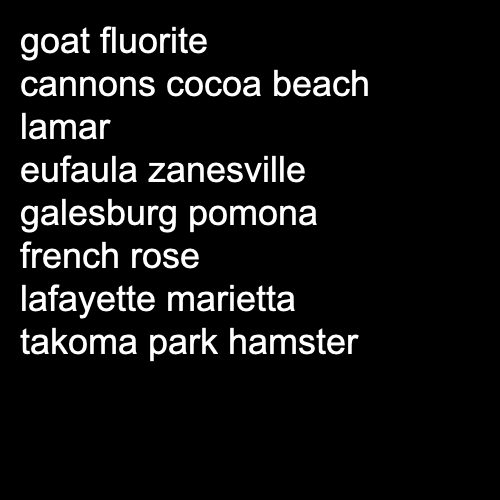 goat fluorite
cannons cocoa beach
lamar
eufaula zanesville
galesburg pomona
french rose
lafayette marietta
takoma park hamster